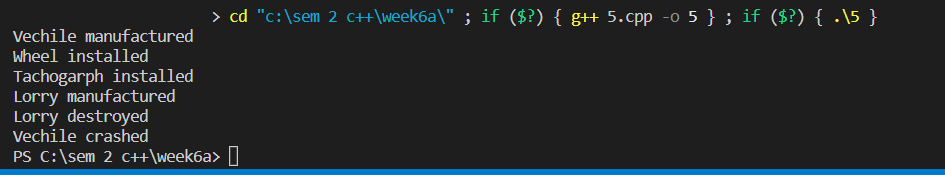 > cd "c:\sem 2 c++\week6a\" ; if ($?) { g++ 5.cpp -o 5 } ; if ($?) { .\5 }
Vechile manufactured
Wheel installed
Tachogarph installed
Lorry manufactured
Lorry destroyed
Vechile crashed
PS C:\sem 2 c++\week6a>